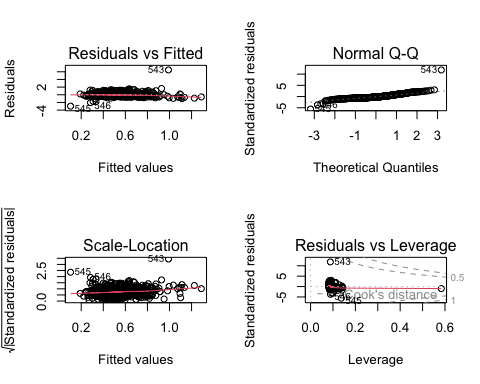 Residuals vs Fitted
Residuals
-4 2
543
545 546
0.2 0.6 1.0
Fitted values
Normal Q-Q
Standardized residuals
-5 5
543
-3 -1 1 2 3
Theoretical Quantiles
Scale-Location
√|Standardized residuals|
0.0 2.5
543
545 546
0.2 0.6 1.0
Fitted values
Residuals vs Leverage
Standardized residuals
-5 5
543
545
Cook's distance
0.5
1
0.0 0.2 0.4 0.6
Leverage